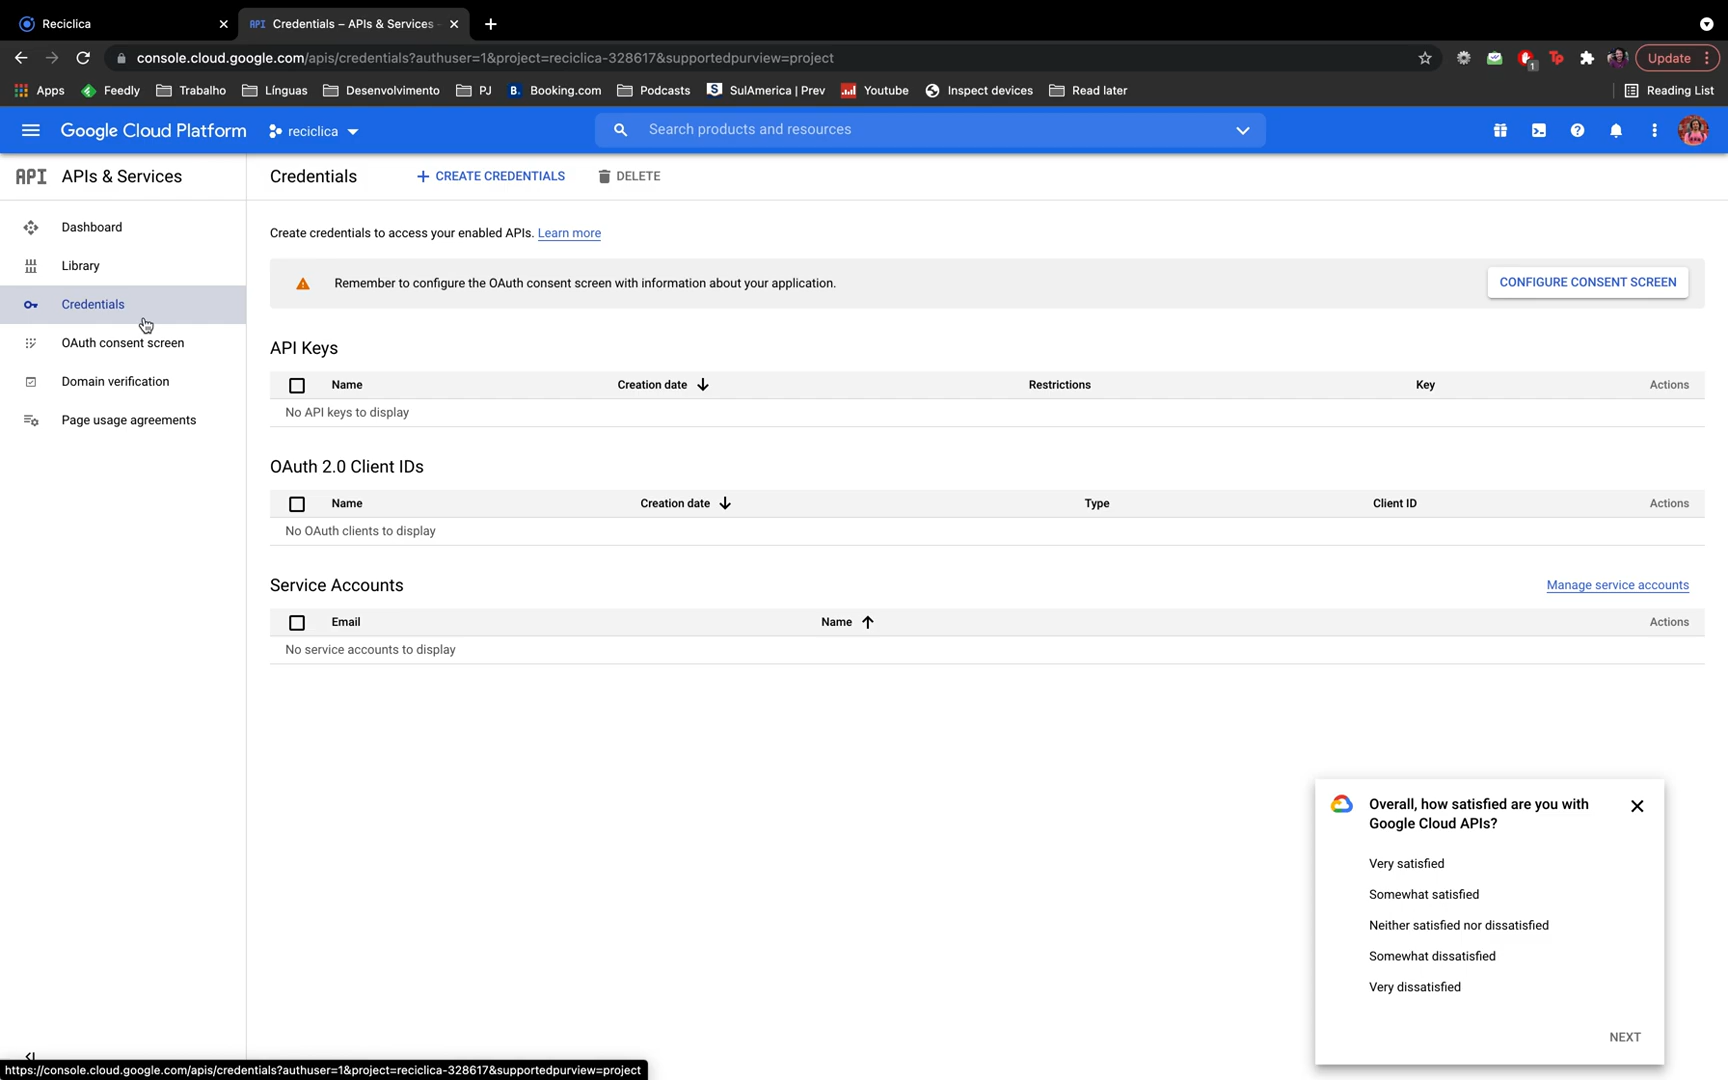 Reciclica
API Credentials – APIs & Services -
console.cloud.google.com/apis/credentials?authuser=1&project=reciclica-328617&supportedpurview=project
1
Tp
Update
Apps Feedly Trabalho Línguas Desenvolvimento PJ B. Booking.com Podcasts S SulAmerica | Prev Youtube Inspect devices Read later Reading List
Google Cloud Platform reciclica Search products and resources
API APIs & Services
Dashboard
Library
Credentials
OAuth consent screen
Domain verification
Page usage agreements
Credentials + CREATE CREDENTIALS DELETE
Create credentials to access your enabled APIs. Learn more
Remember to configure the OAuth consent screen with information about your application. CONFIGURE CONSENT SCREEN
API Keys
Name Creation date Restrictions Key Actions
No API keys to display
OAuth 2.0 Client IDs
Name Creation date Type Client ID Actions
No OAuth clients to display
Service Accounts Manage service accounts
Email Name Actions
No service accounts to display
Overall, how satisfied are you with
Google Cloud APIs?
Very satisfied
Somewhat satisfied
Neither satisfied nor dissatisfied
Somewhat dissatisfied
Very dissatisfied
NEXT
https://console.cloud.google.com/apis/credentials?authuser=1&project=reciclica-328617&supportedpurview=project